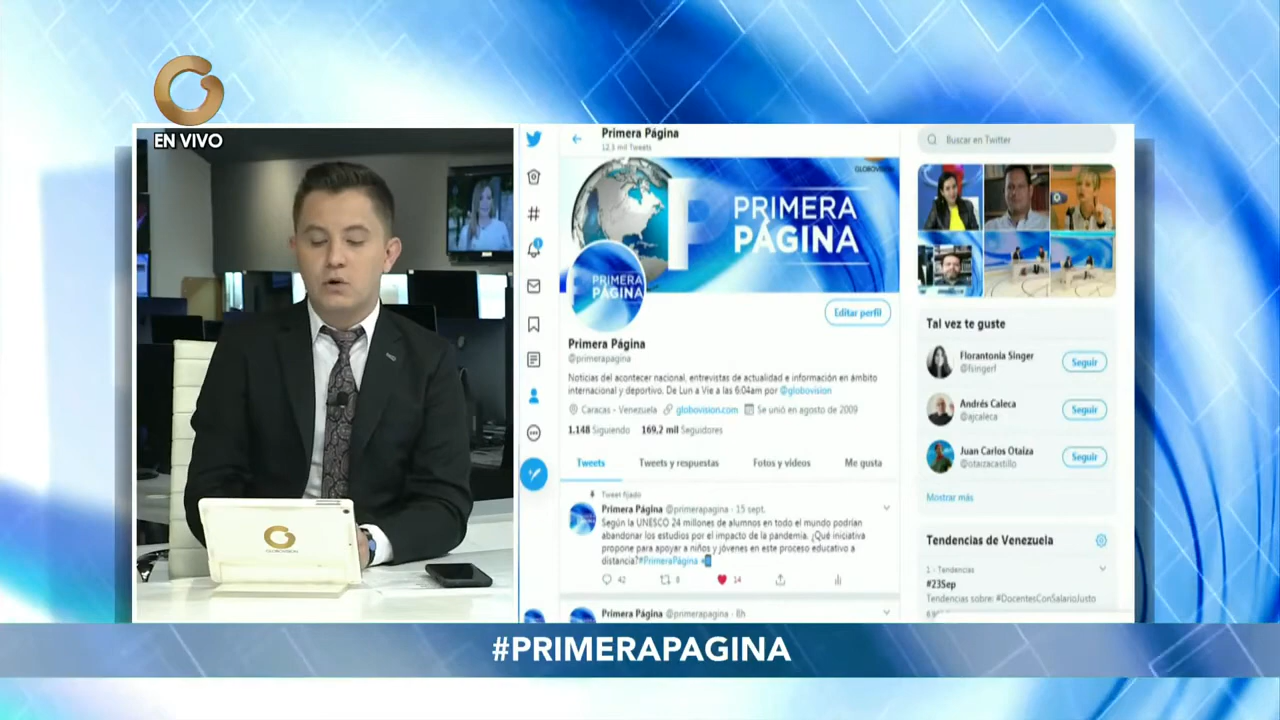 EN VIVO
GLOBOVISION
Primera Página
12,3 mil Tweets
GLOBOVISION
PRIMERA
PÁGINA
PRIMERA
PÁGINA
Editar perfil
Primera Página
@primerapagina
Noticias del acontecer nacional, entrevistas de actualidad e información en ámbito
internacional y deportivo. De Lun a Vie a las 6:04am por @globovision
Caracas - Venezuela globovision.com Se unió en agosto de 2009
1.148 Siguiendo 169,2 mil Seguidores
Tweets Tweets y respuestas Fotos y videos Me gusta
Tweet fijado
Primera Página @primerapagina · 15 sept.
Según la UNESCO 24 millones de alumnos en todo el mundo podrían
abandonar los estudios por el impacto de la pandemia. ¿Qué iniciativa
propone para apoyar a niños y jóvenes en este proceso educativo a
distancia?#PrimeraPágina
42 8 14
Primera Página @primerapagina · 8h
Buscar en Twitter
Tal vez te guste
Florantonia Singer
@fsingerf
Seguir
Andrés Caleca
@ajcaleca
Seguir
Juan Carlos Otaiza
@otaizacastillo
Seguir
Mostrar más
Tendencias de Venezuela
1 · Tendencias
#23Sep
Tendencias sobre: #DocentesConSalarioJusto
#PRIMERAPAGINA